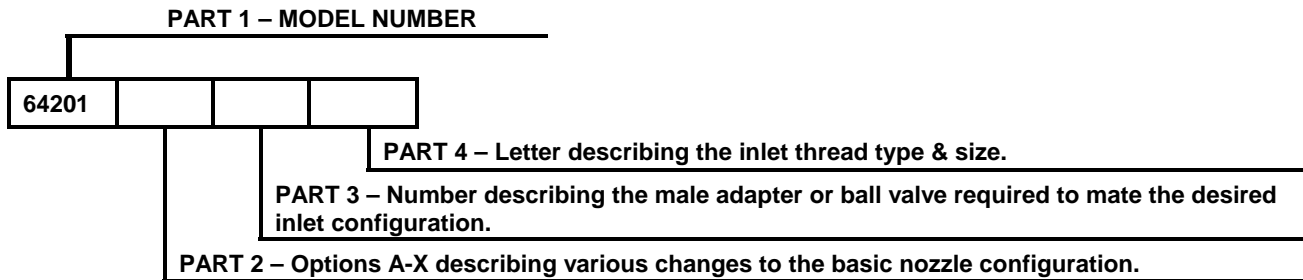 PART 1 – MODEL NUMBER
64201
PART 4 – Letter describing the inlet thread type & size.
PART 3 – Number describing the male adapter or ball valve required to mate the desired
inlet configuration.
PART 2 – Options A-X describing various changes to the basic nozzle configuration.